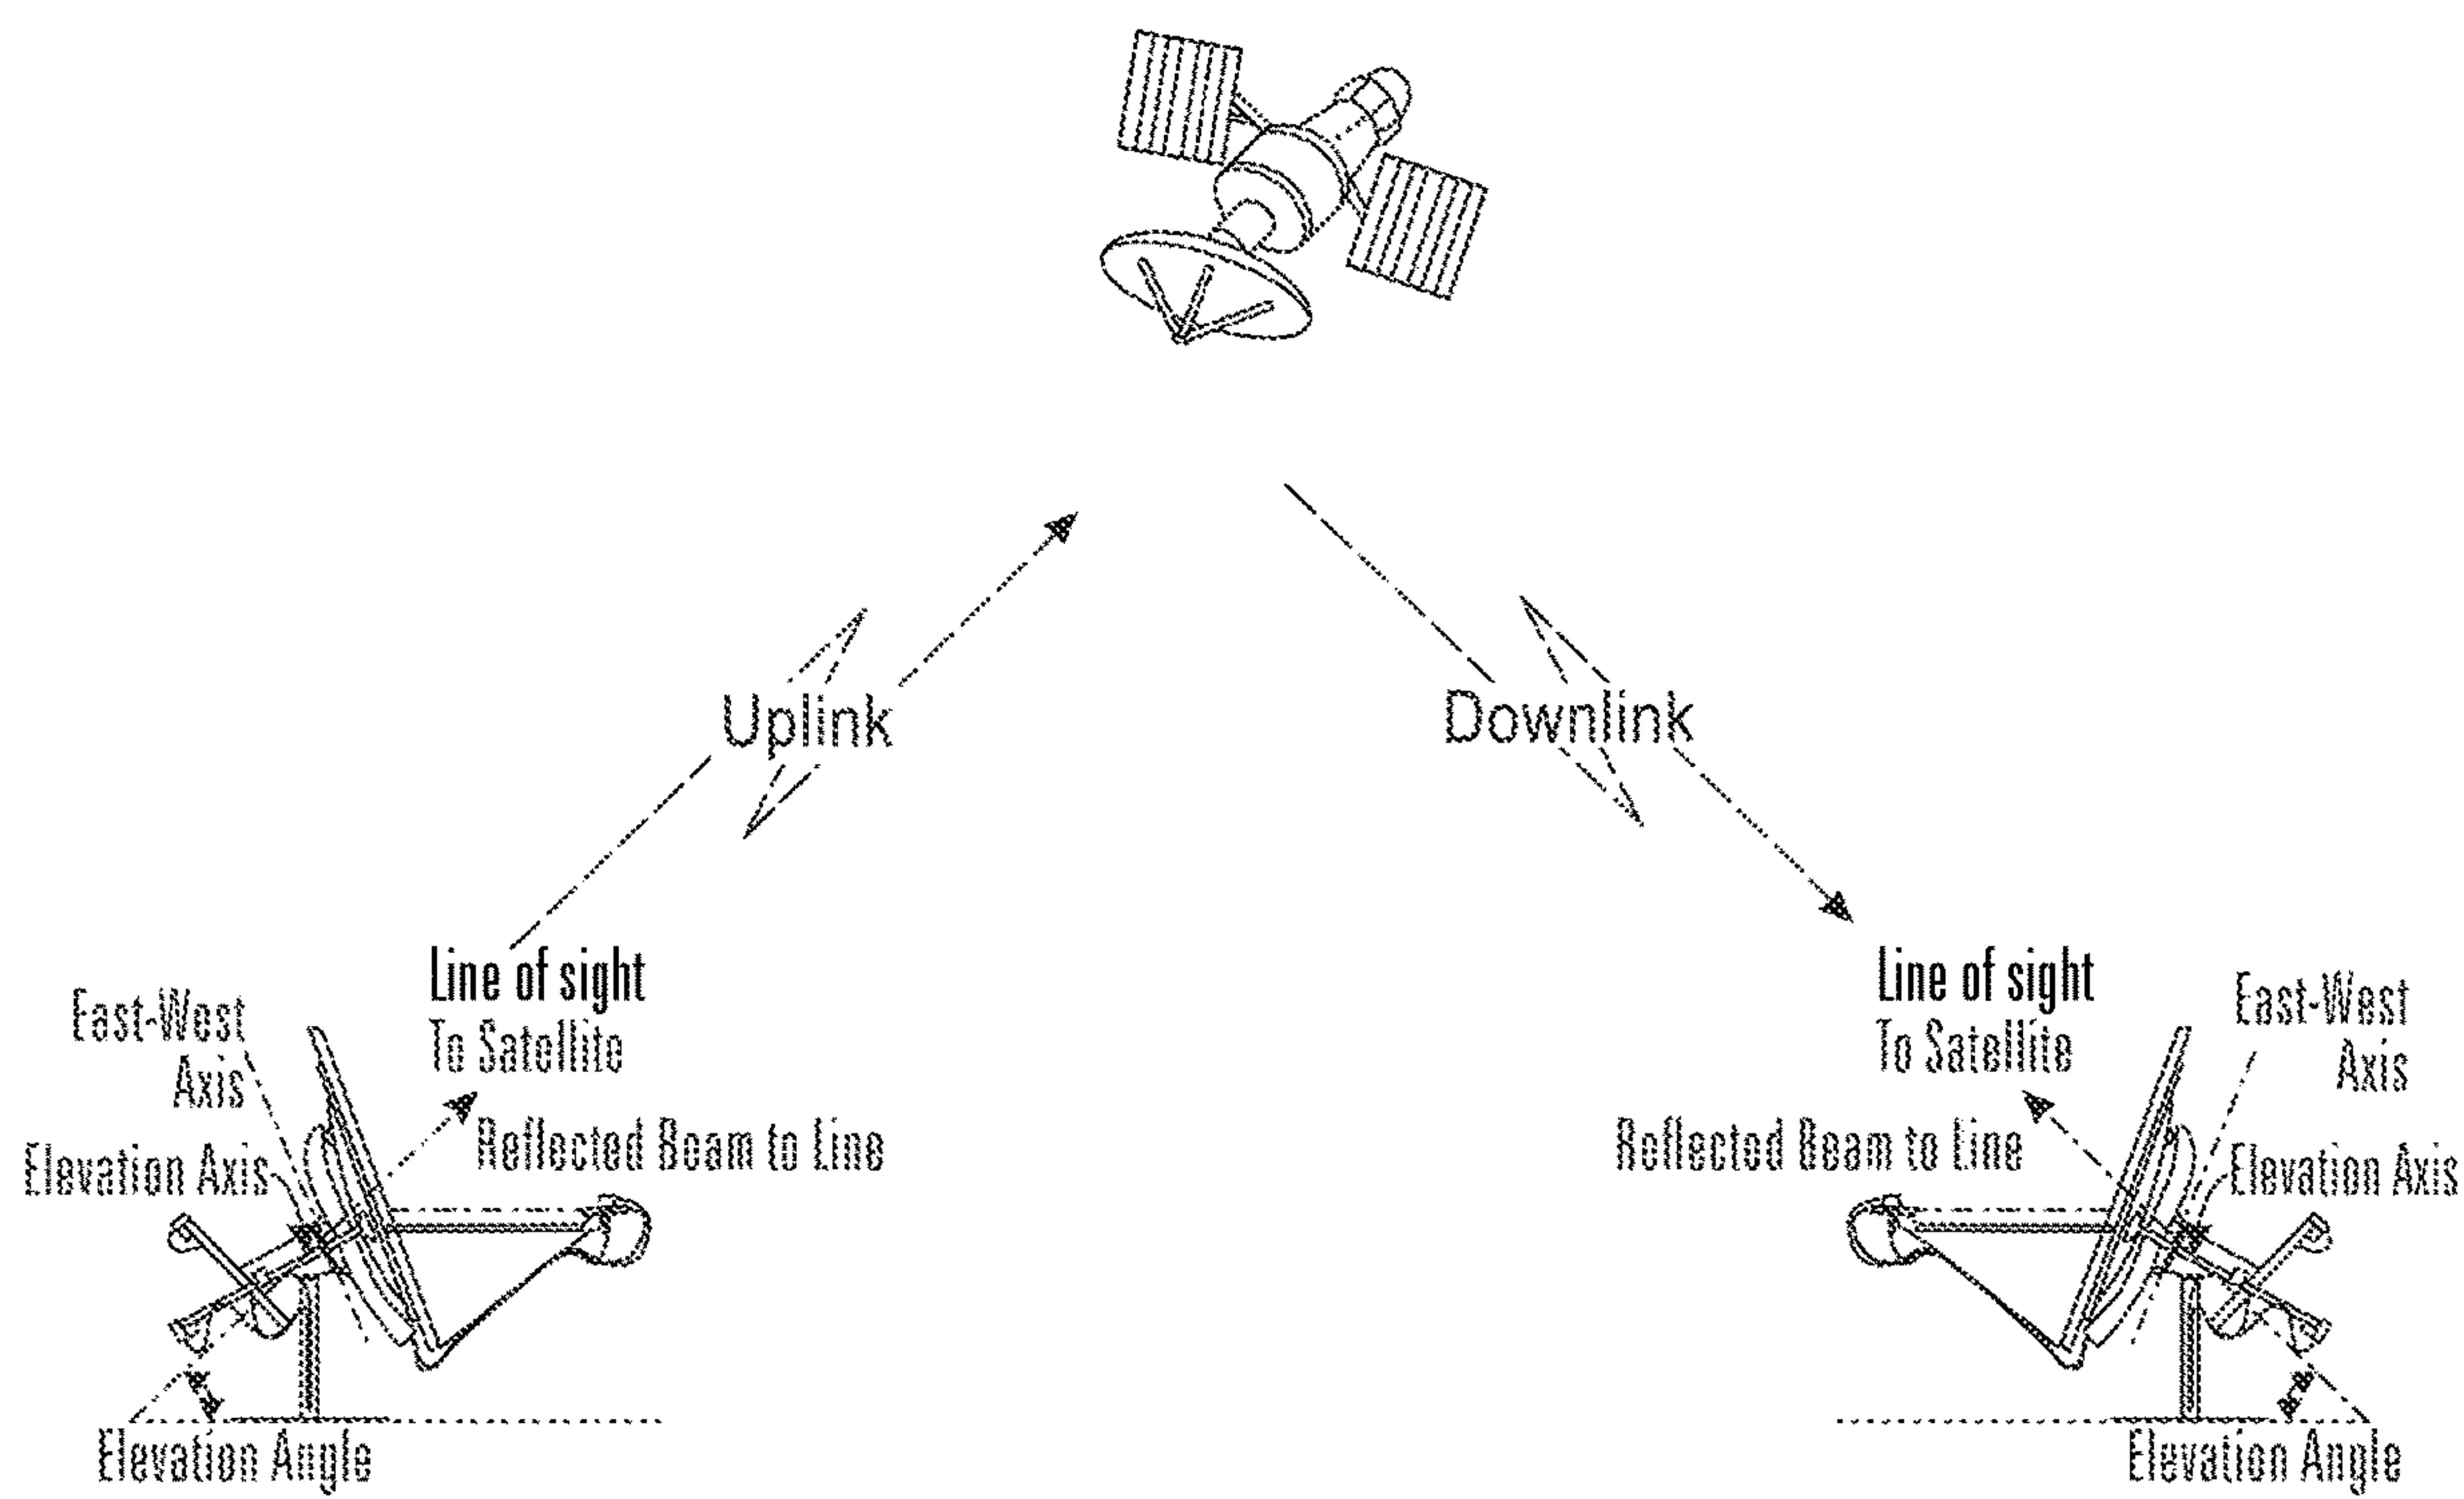 Uplink
Downlink
Line of sight
To Satellite
East-West
Axis
Reflected Beam to Line
Elevation Axis
Elevation Angle
Line of sight
To Satellite
East-West
Axis
Reflected Beam to Line
Elevation Axis
Elevation Angle